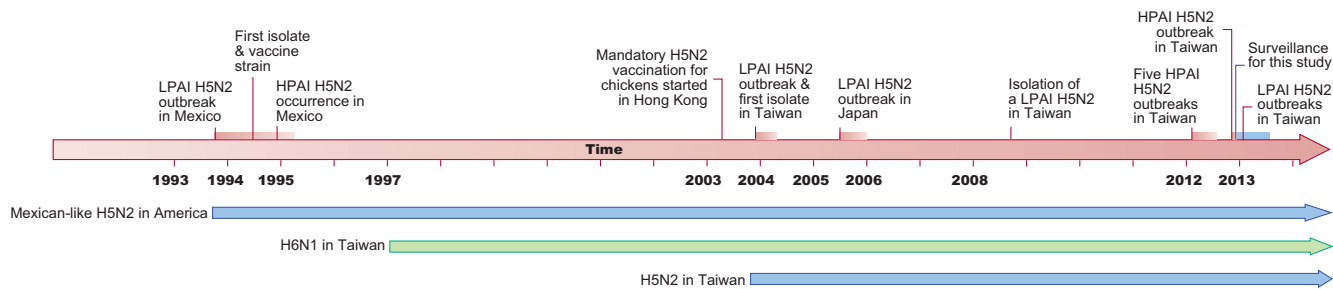 First isolate
& vaccine
strain
LPAI H5N2
outbreak
in Mexico
HPAI H5N2
occurrence in
Mexico
Mandatory H5N2
vaccination for
chickens started
in Hong Kong
LPAI H5N2
outbreak &
first isolate
in Taiwan
LPAI H5N2
outbreak in
Japan
Isolation of
a LPAI H5N2
in Taiwan
Five HPAI
H5N2
outbreaks
in Taiwan
HPAI H5N2
outbreak
in Taiwan
Surveillance
for this study
LPAI H5N2
outbreaks
in Taiwan
Time
1993 1994 1995 1997 2003 2004 2005 2006 2008 2012 2013
Mexican-like H5N2 in America
H6N1 in Taiwan
H5N2 in Taiwan